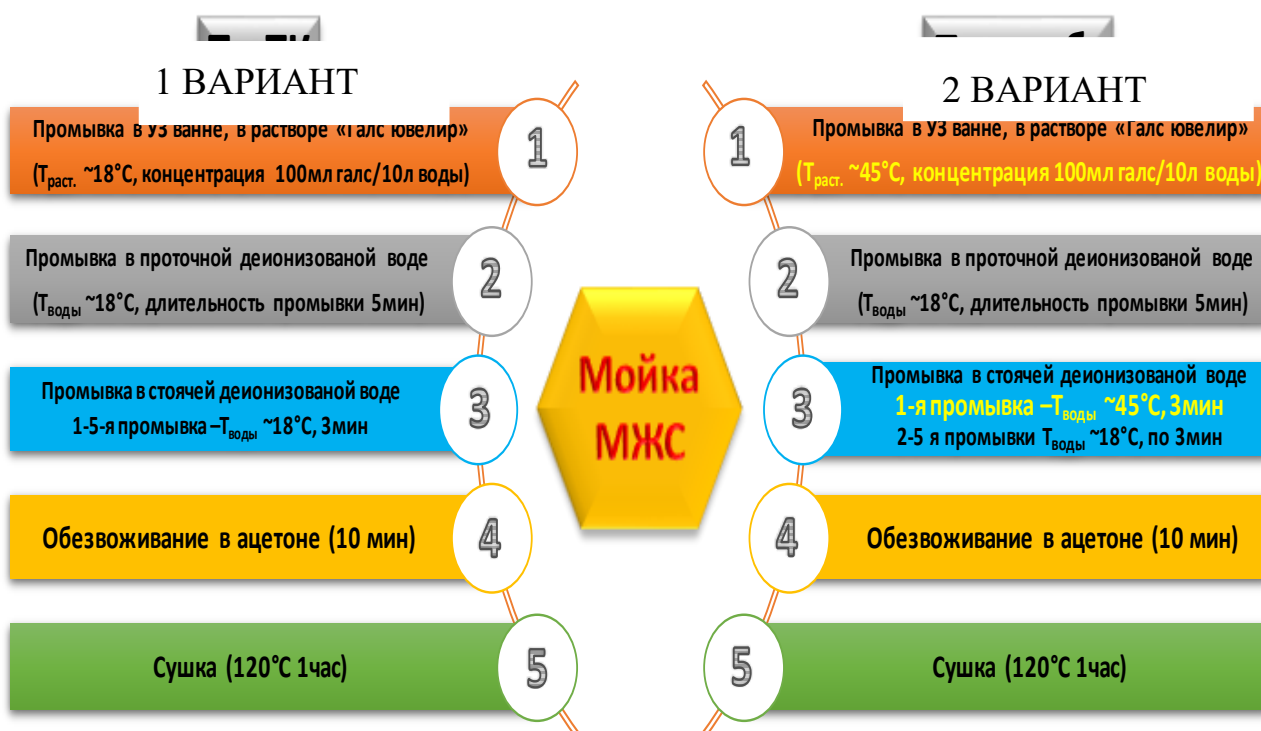 1 ВАРИАНТ
Промывка в УЗ ванне, в растворе «Галс ювелир»
(Траст. ~18°С, концентрация 100мл галс/10л воды)
1
Промывка в проточной деионизованой воде
(Тводы ~18°С, длительность промывки 5мин)
2
Промывка в стоячей деионизованой воде
1-5-я промывка –Тводы ~18°С, 3мин
3
Обезвоживание в ацетоне (10 мин)
4
Сушка (120°С 1час)
5
Мойка
МЖС
2 ВАРИАНТ
1
Промывка в УЗ ванне, в растворе «Галс ювелир»
(Траст. ~45°С, концентрация 100мл галс/10л воды)
2
Промывка в проточной деионизованой воде
(Тводы ~18°С, длительность промывки 5мин)
3
Промывка в стоячей деионизованой воде
1-я промывка –Тводы ~45°С, 3мин
2-5 я промывки Тводы ~18°С, по 3мин
4
Обезвоживание в ацетоне (10 мин)
5
Сушка (120°С 1час)